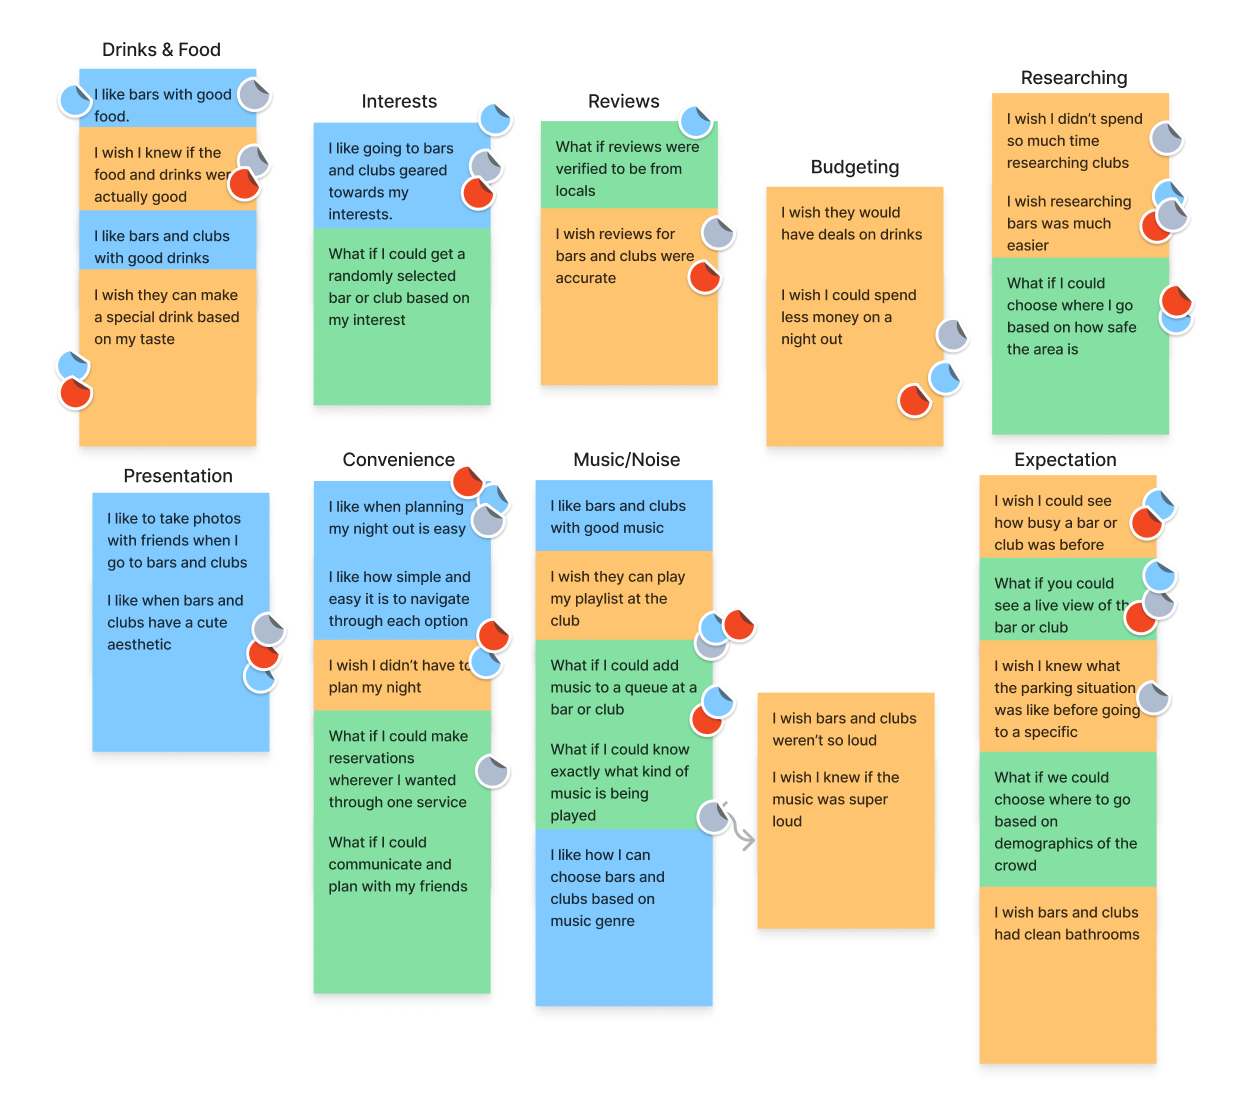 Drinks & Food
I like bars with good
food.
I wish I knew if the
food and drinks were
actually good
I like bars and clubs
with good drinks
I wish they can make
a special drink based
on my taste
Interests
I like going to bars
and clubs geared
towards my
interests.
What if I could get a
randomly selected
bar or club based on
my interest
Reviews
What if reviews were
verified to be from
locals
I wish reviews for
bars and clubs were
accurate
Budgeting
I wish they would
have deals on drinks
I wish I could spend
less money on a
night out
Researching
I wish I didn't spend
so much time
researching clubs
I wish researching
bars was much
easier
What if I could
choose where I go
based on how safe
the area is
Presentation
I like to take photos
with friends when I
go to bars and clubs
I like when bars and
clubs have a cute
aesthetic
Convenience
I like when planning
my night out is easy
I like how simple and
easy it is to navigate
through each option
I wish I didn't have to
plan my night
What if I could make
reservations
wherever I wanted
through one service
What if I could
communicate and
plan with my friends
Music/Noise
I like bars and clubs
with good music
I wish they can play
my playlist at the
club
What if I could add
music to a queue at a
bar or club
What if I could know
exactly what kind of
music is being
played
I like how I can
choose bars and
clubs based on
music genre
I wish bars and clubs
weren't so loud
I wish I knew if the
music was super
loud
Expectation
I wish I could see
how busy a bar or
club was before
What if you could
see a live view of the
bar or club
I wish I knew what
the parking situation
was like before going
to a specific
What if we could
choose where to go
based on
demographics of the
crowd
I wish bars and clubs
had clean bathrooms